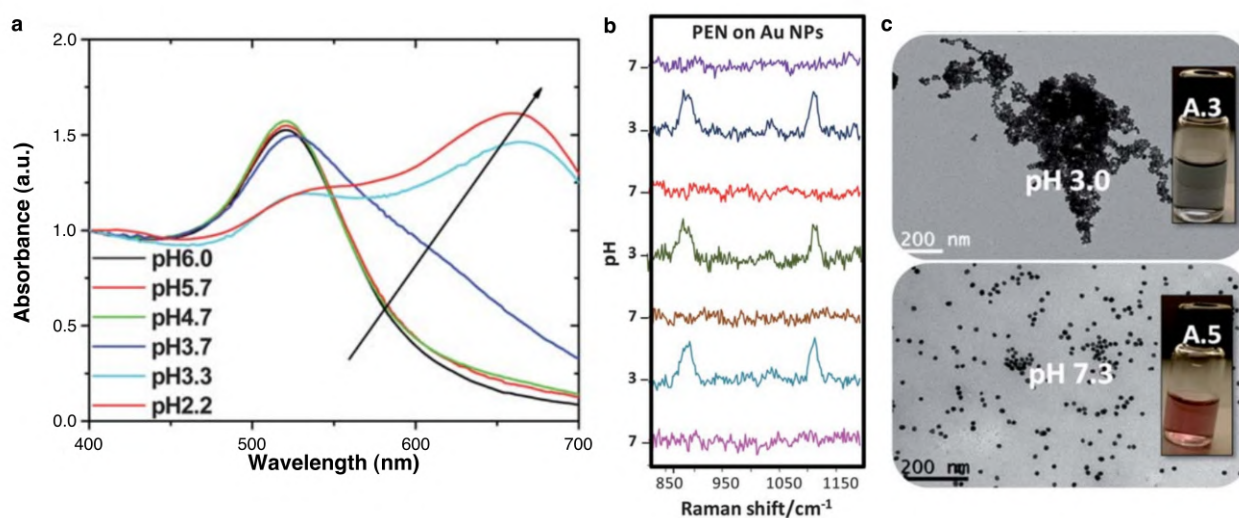 a
2.0
1.5
1.0
0.5
0.0
Absorbance (a.u.)
pH6.0
pH5.7
pH4.7
pH3.7
pH3.3
pH2.2
400
500
600
700
Wavelength (nm)
b
PEN on Au NPs
7
3
7
3
7
3
7
pH
850
950
1050
1150
Raman shift/cm⁻¹
c
A.3
pH 3.0
200 nm
A.5
pH 7.3
200 nm